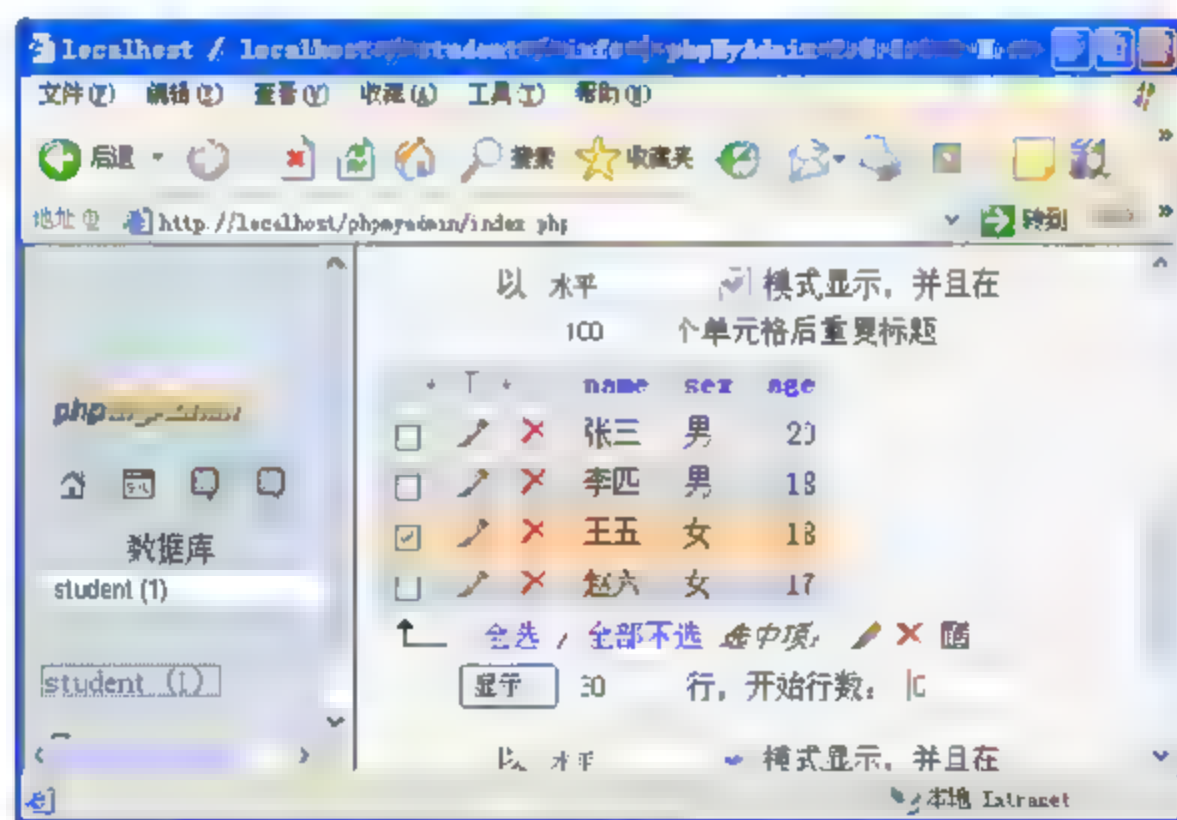 localhost / localhost
文件(F) 编辑(E) 查看(V) 收藏(A) 工具(T) 帮助(H)
后退 搜索 收藏夹
地址(D) http://localhost/phpmyadmin/index.php 转到
以 水平 模式显示，并且在
100 个单元格后重复标题
phpMyAdmin
数据库
student (1)
student (1)
name sex age
张三 男 20
李四 男 18
王五 女 18
赵六 女 17
全选 / 全部不选 选中项:
显示 30 行，开始行数: 0
以 水平 模式显示，并且在
本地 Intranet